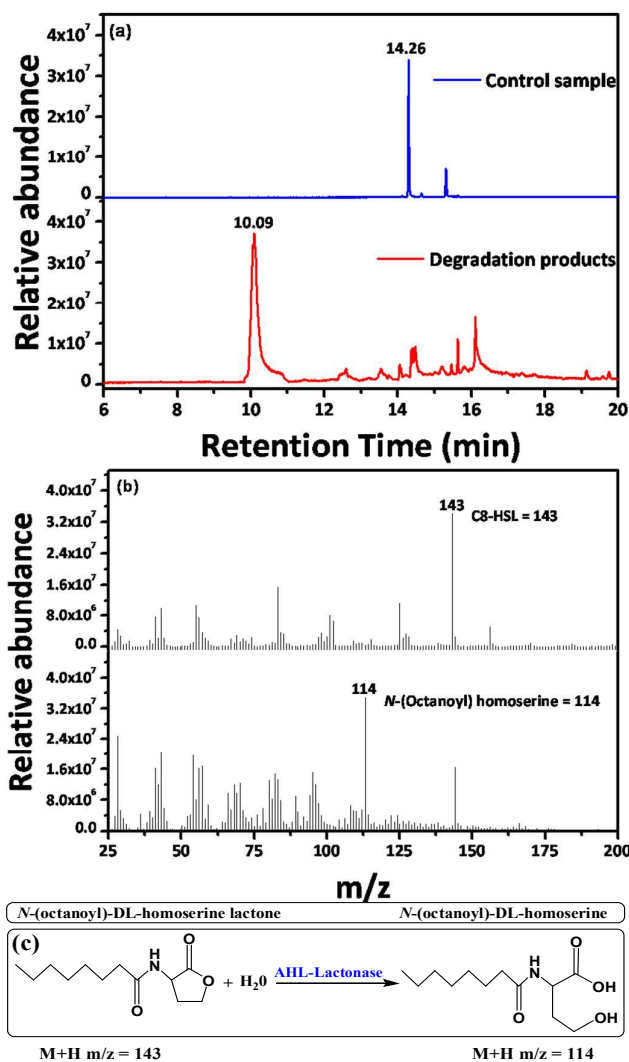 (a)
14.26
Control sample
4x10⁷
3x10⁷
2x10⁷
1x10⁷
0
Relative abundance
10.09
Degradation products
4x10⁷
3x10⁷
2x10⁷
1x10⁷
0
Relative abundance
6 8 10 12 14 16 18 20
Retention Time (min)
(b)
143
C8-HSL = 143
4.0x10⁷
3.2x10⁷
2.4x10⁷
1.6x10⁷
8.0x10⁶
0.0
Relative abundance
114
N-(Octanoyl) homoserine = 114
3.2x10⁷
2.4x10⁷
1.6x10⁷
8.0x10⁶
0.0
Relative abundance
25 50 75 100 125 150 175 200
m/z
N-(octanoyl)-DL-homoserine lactone N-(octanoyl)-DL-homoserine
(c)
H
N
O
O
O
+ H₂0
AHL-Lactonase
H
N
O
O
OH
OH
M+H m/z = 143 M+H m/z = 114